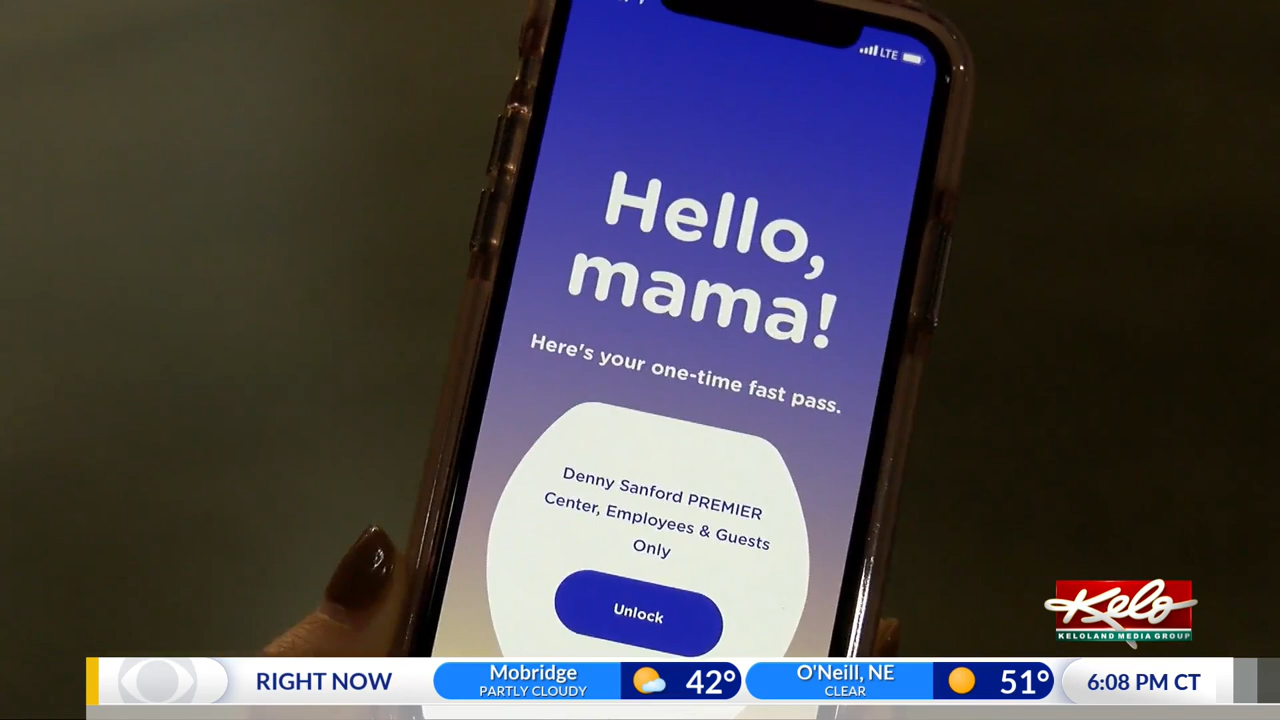 LTE
Hello,
mama!
Here's your one-time fast pass.
Denny Sanford PREMIER
Center, Employees & Guests
Only
Unlock
Kelo
KELOLAND MEDIA GROUP
RIGHT NOW
Mobridge
PARTLY CLOUDY
42°
O'Neill, NE
CLEAR
51°
6:08 PM CT